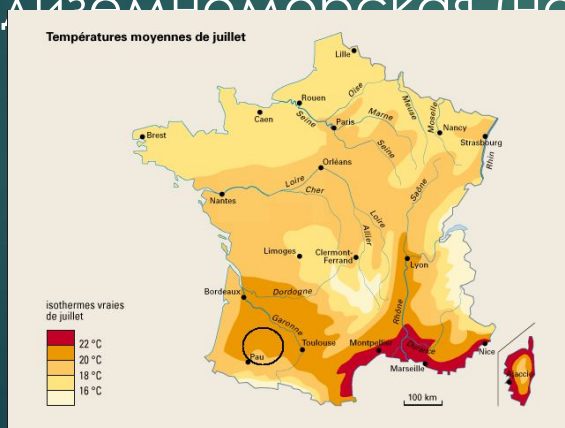 Températures moyennes de juillet
Lille
Rouen
Oise
Caen
Seine
Paris
Marne
Meuse
Moselle
Nancy
Strasbourg
Rhin
Brest
Seine
Orléans
Loire
Cher
Nantes
Saône
Loire
Allier
Limoges
Clermont-
Ferrand
Lyon
Bordeaux
Dordogne
Garonne
Rhône
isothermes vraies
de juillet
22 °C
20 °C
18 °C
16 °C
Pau
Toulouse
Montpellier
Durance
Nice
Marseille
Ajaccio
100 km